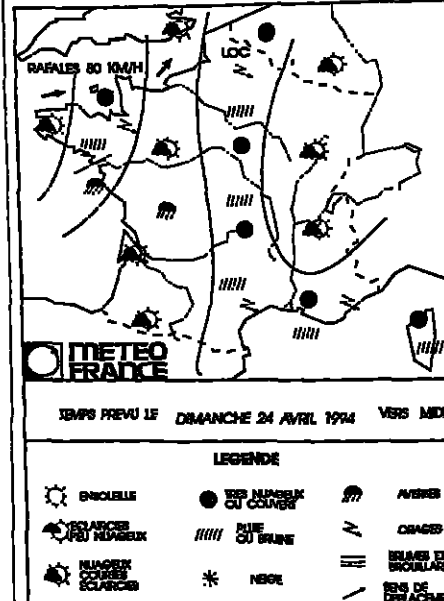 LOC.
RAFALES 80 KM/H
METEO
FRANCE
TEMPS PREVU LE DIMANCHE 24 AVRIL 1994 VERS MIDI
LEGENDE
ENSOLEILLE
ECLAIRCIES
PEU NUAGEUX
NUAGEUX
COURTES
ECLAIRCIES
TRES NUAGEUX
OU COUVERT
PLUIE
OU BRUINE
NEIGE
AVERSES
ORAGES
BRUMES ET
BROUILLARDS
SENS DE
DEPLACEMENT